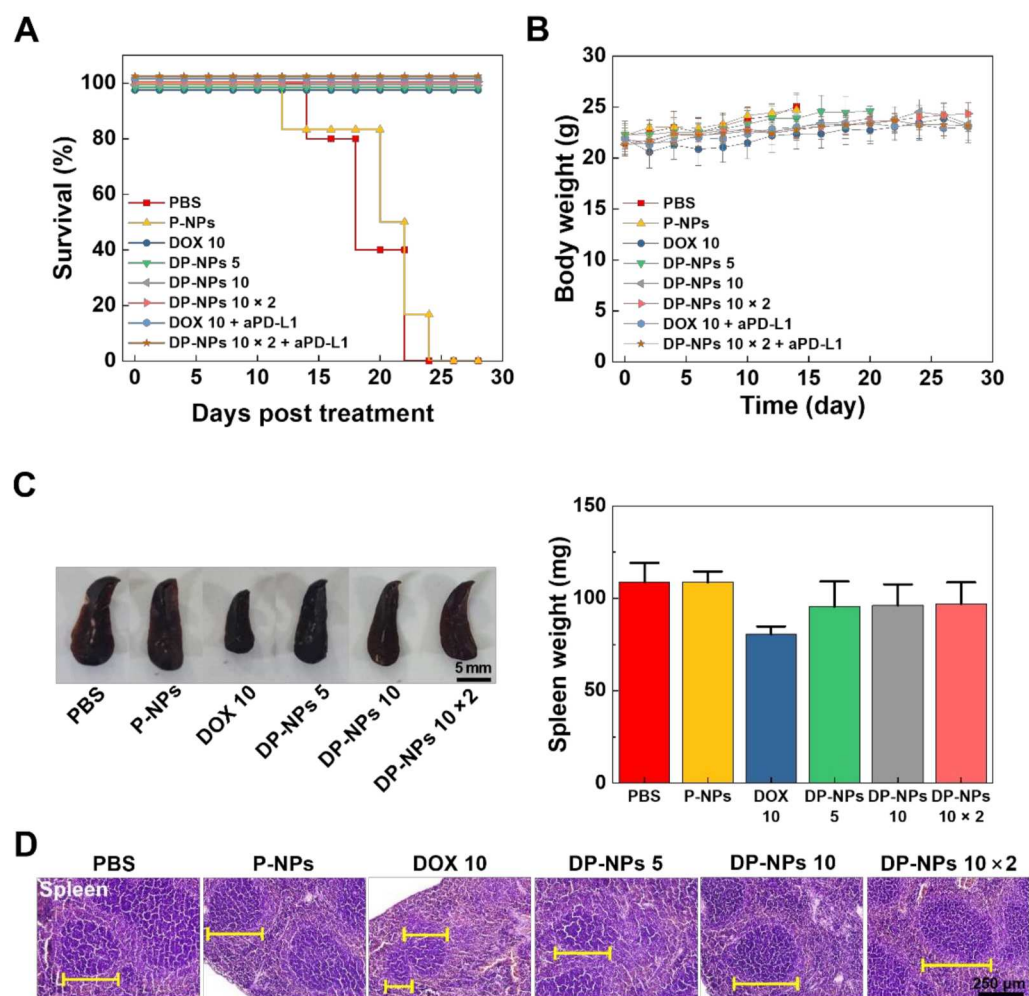 A
Survival (%)
100
80
60
40
20
0
PBS
P-NPs
DOX 10
DP-NPs 5
DP-NPs 10
DP-NPs 10 × 2
DOX 10 + aPD-L1
DP-NPs 10 × 2 + aPD-L1
0 5 10 15 20 25 30
Days post treatment
B
Body weight (g)
30
25
20
15
10
5
0
PBS
P-NPs
DOX 10
DP-NPs 5
DP-NPs 10
DP-NPs 10 × 2
DOX 10 + aPD-L1
DP-NPs 10 × 2 + aPD-L1
0 5 10 15 20 25 30
Time (day)
C
5 mm
PBS
P-NPs
DOX 10
DP-NPs 5
DP-NPs 10
DP-NPs 10 × 2
Spleen weight (mg)
150
100
50
0
PBS P-NPs DOX DP-NPs DP-NPs DP-NPs
10 5 10 10 × 2
D
PBS P-NPs DOX 10 DP-NPs 5 DP-NPs 10 DP-NPs 10 × 2
Spleen
250 µm